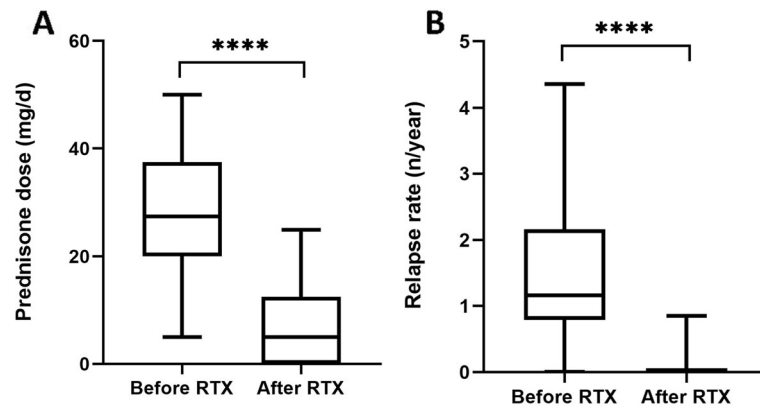 A
Prednisone dose (mg/d)
60
40
20
0
****
Before RTX
After RTX
B
Relapse rate (n/year)
5
4
3
2
1
0
****
Before RTX
After RTX